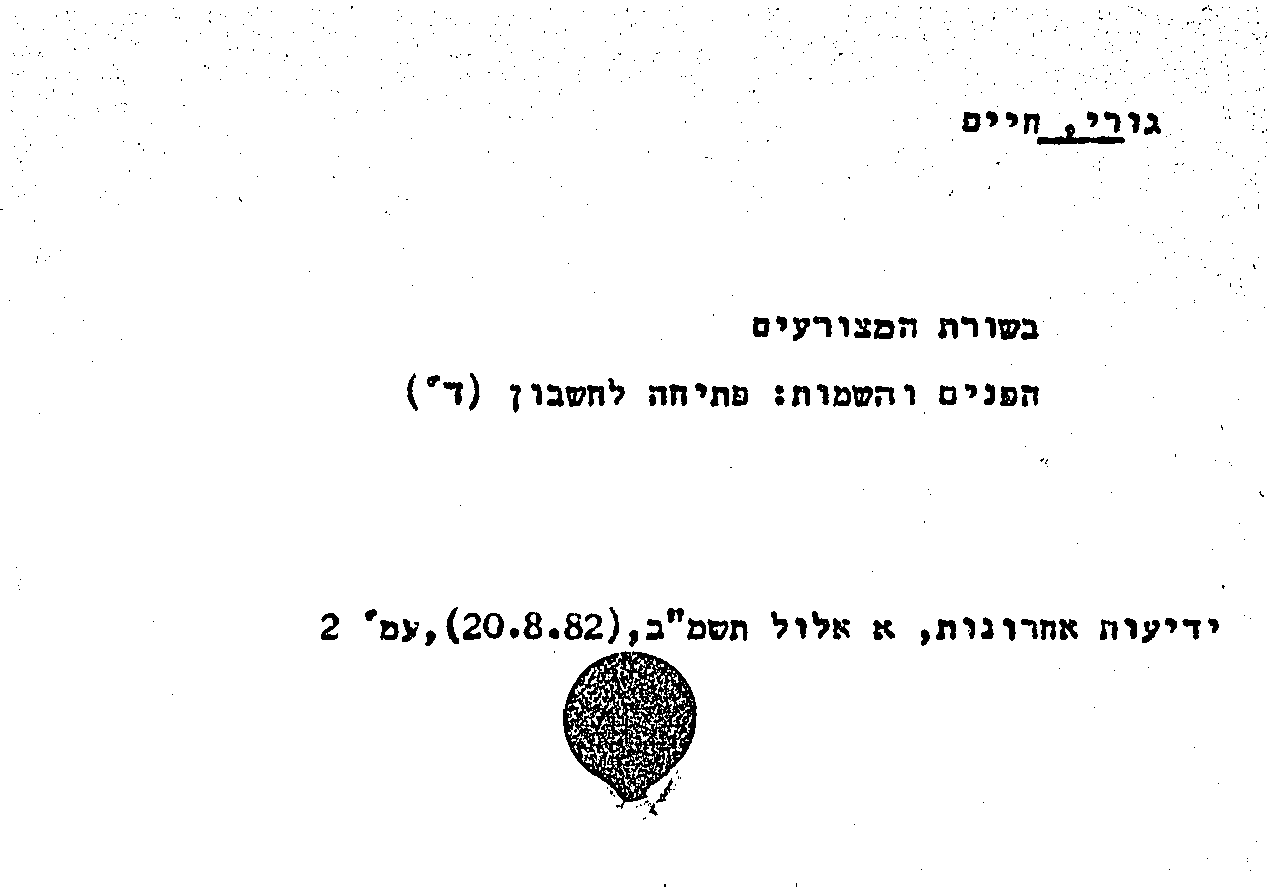 גורי, חיים
בשורת המצורעים
הפנים והשמות: פתיחה לחשבון (ד')
ידיעות אחרונות, א אלול תשמ"ב,(20.8.82),עמ' 2